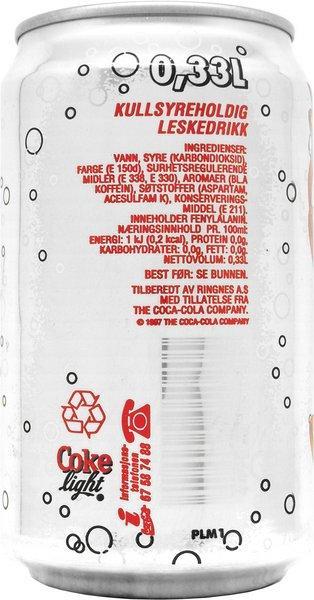 0,33L
KULLSYREHOLDIG
LESKEDRIKK
INGREDIENSER:
VANN, SYRE (KARBONDIOKSID),
FARGE (E 150d), SURHETSREGULERENDE
MIDLER (E 338, E 330), AROMAER (BLA
KOFFEIN), SØTSTOFFER (ASPARTAM,
ACESULFAM K), KONSERVERINGS-
MIDDEL (E 211).
INNEHOLDER FENYLALANIN.
NÆRINGSINNHOLD PR. 100ml:
ENERGI: 1 kJ (0,2 kcal), PROTEIN 0,0g,
KARBOHYDRATER: 0,0g, FETT: 0,0g.
NETTOVOLUM: 0,33L
BEST FØR: SE BUNNEN.
TILBEREDT AV RINGNES A.S
MED TILLATELSE FRA
THE COCA-COLA COMPANY.
© 1997 THE COCA-COLA COMPANY
Coke
light
i Informasjons-
telefonen
67 58 74 88
PLM 1